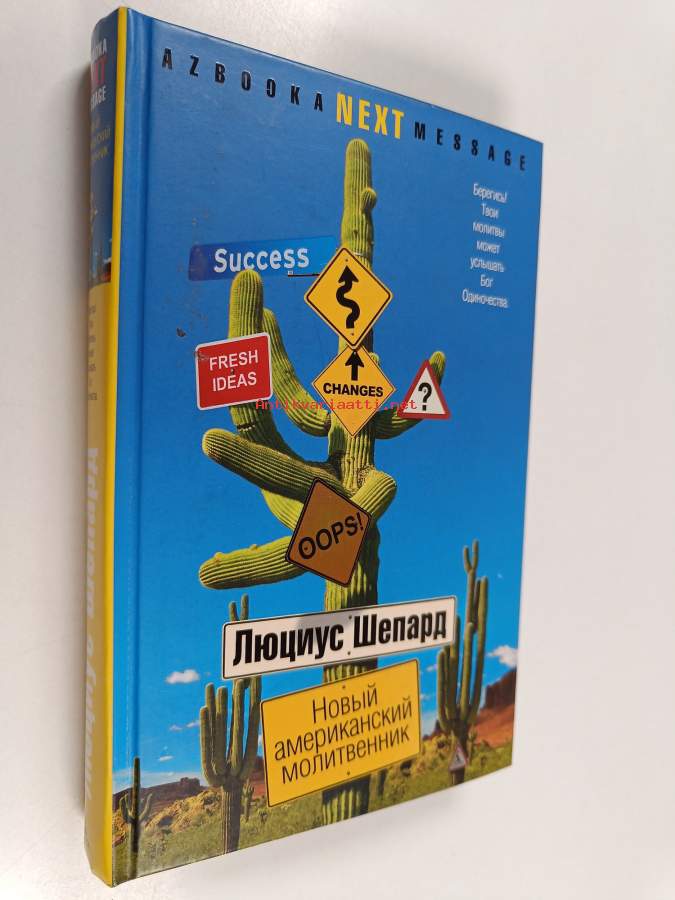 AZBOOKA NEXT MESSAGE
Берегись!
Твои
молитвы
может
услышать
Бог
Одиночества.
Success
FRESH
IDEAS
CHANGES
?
Antikvariaatti.net
OOPS!
Люциус Шепард
Новый
американский
молитвенник